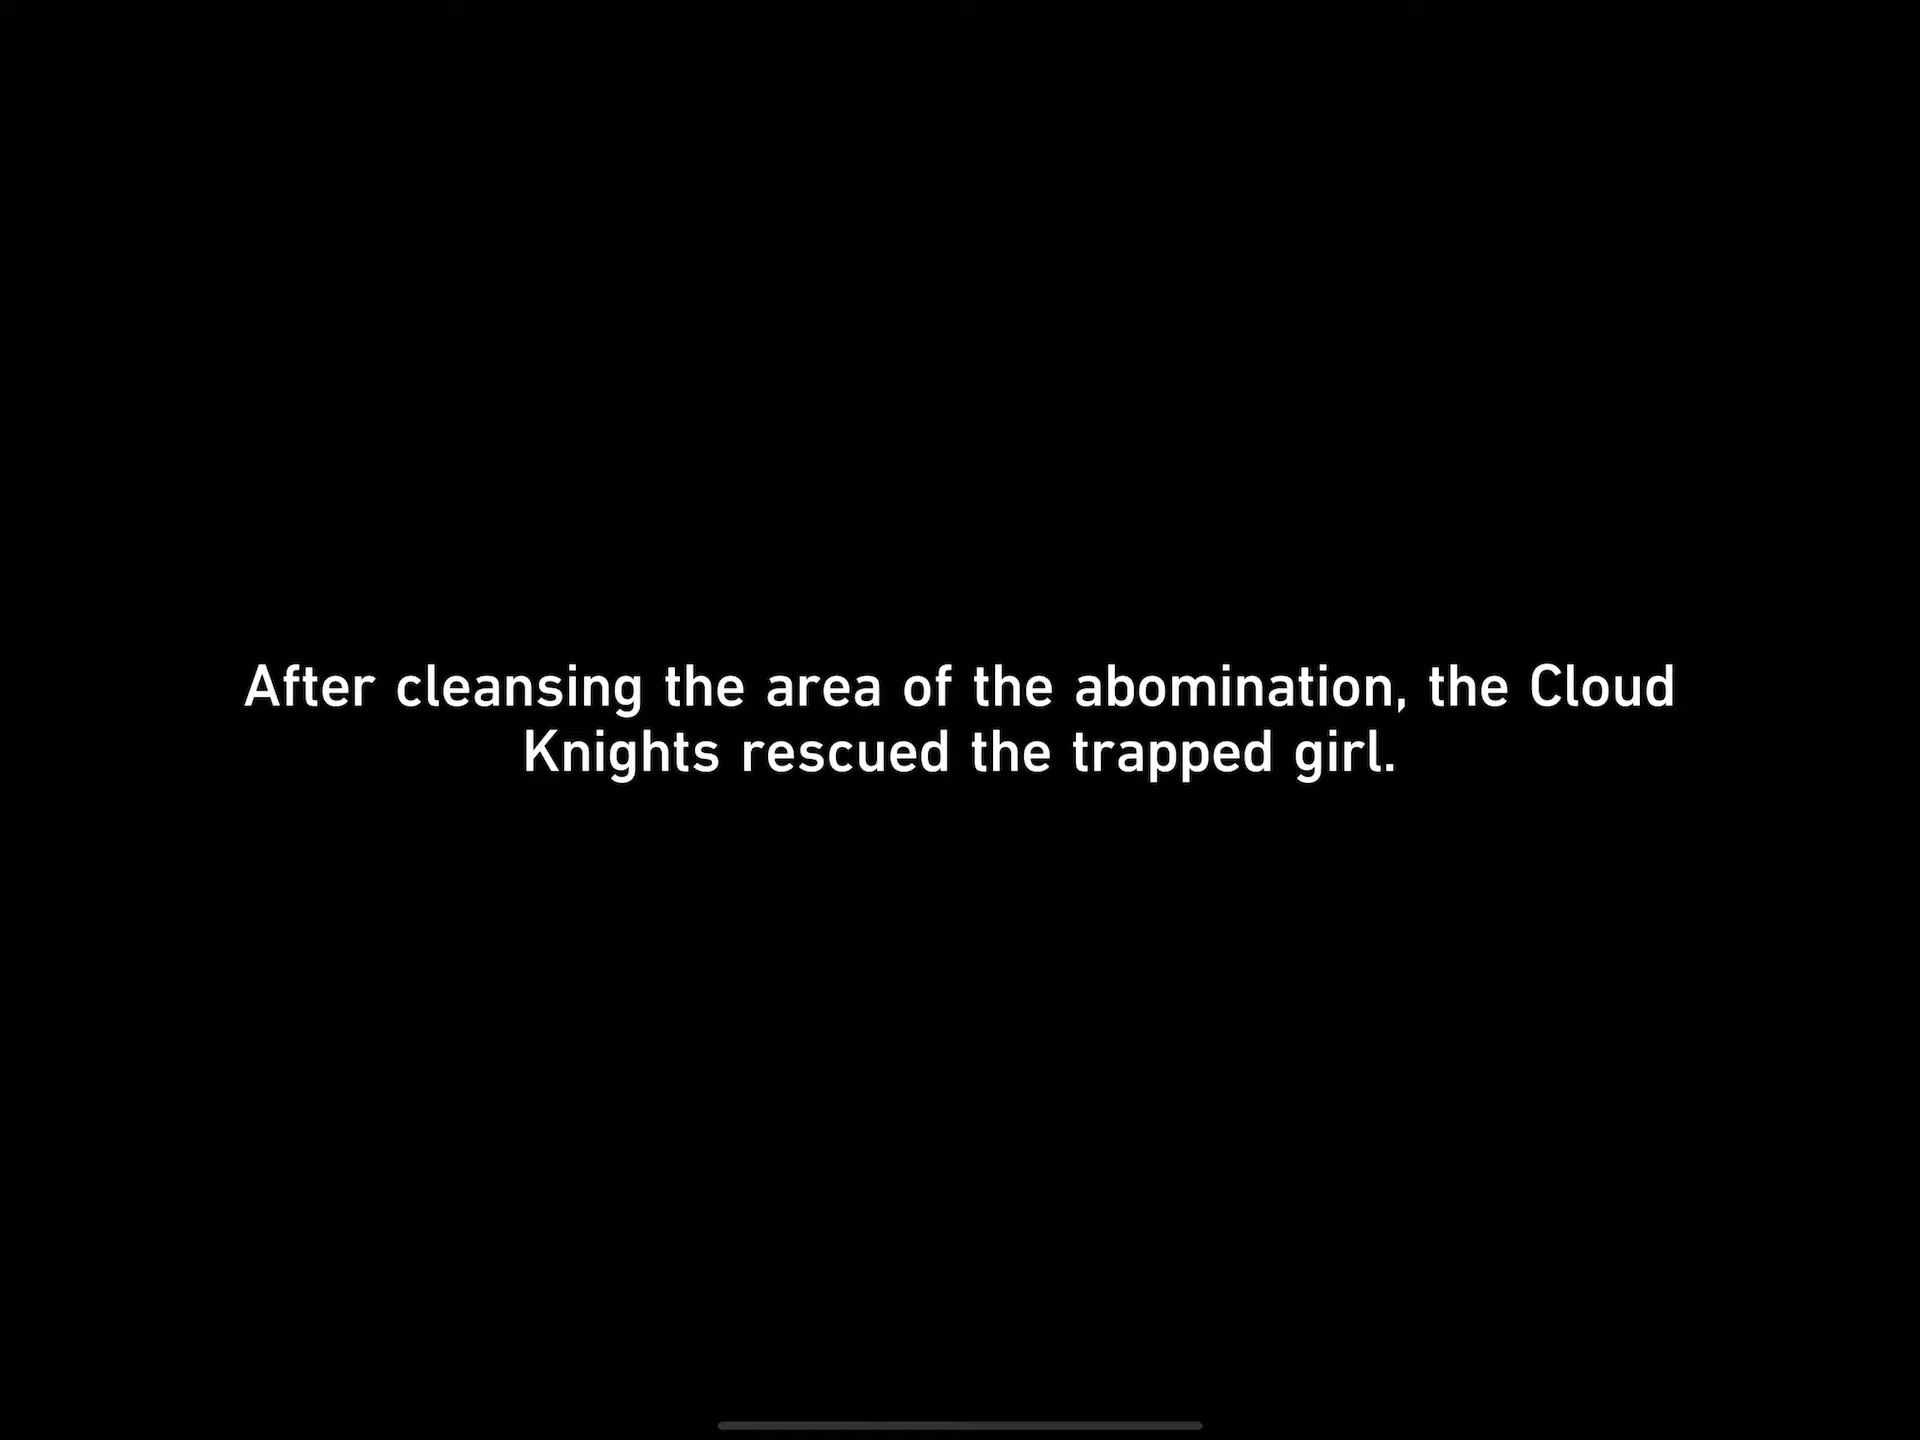 After cleansing the area of the abomination, the Cloud
Knights rescued the trapped girl.